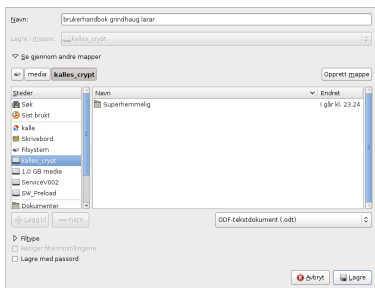 Navn:
brukerhandbok grindhaug larar
Lagre i mappe:
kalles_crypt
Se gjennom andre mapper
media
kalles_crypt
Opprett mappe
Steder
Søk
Sist brukt
kalle
Skrivebord
Filsystem
kalles_crypt
1.0 GB medie
ServiceV002
SW_Preload
Dokumenter
Navn
Endret
Superhemmelig
I går kl. 23.24
Legg til
Fjern
ODF-tekstdokument (.odt)
Filtype
Rediger filterinnstillingene
Lagre med passord
Avbryt
Lagre